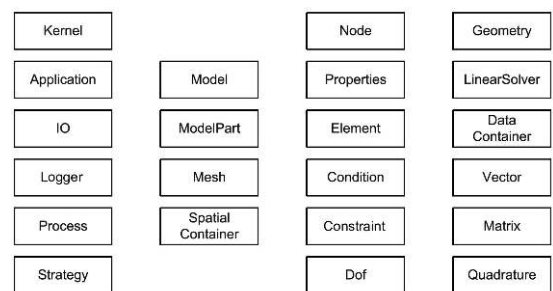 Kernel
Node
Geometry
Application
Model
Properties
LinearSolver
IO
ModelPart
Element
Data
Container
Logger
Mesh
Condition
Vector
Process
Spatial
Container
Constraint
Matrix
Strategy
Dof
Quadrature